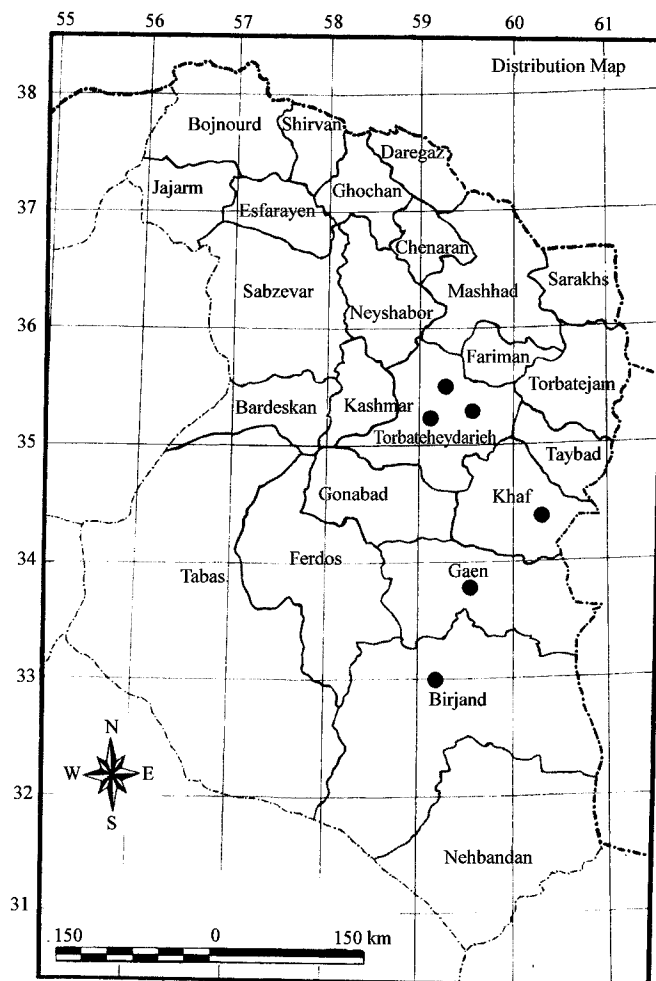 55 56 57 58 59 60 61
Distribution Map
38
Bojnourd Shirvan
Daregaz
Jajarm
Ghochan
37
Esfarayen
Chenaran
Sabzevar
Mashhad
Sarakhs
Neyshabor
36
Fariman
Torbatejam
Bardeskan
Kashmar
Torbateheydarieh
35
Taybad
Gonabad
Khaf
34
Ferdos
Tabas
Gaen
33
Birjand
N
W E
S
32
Nehbandan
31
150 0 150 km